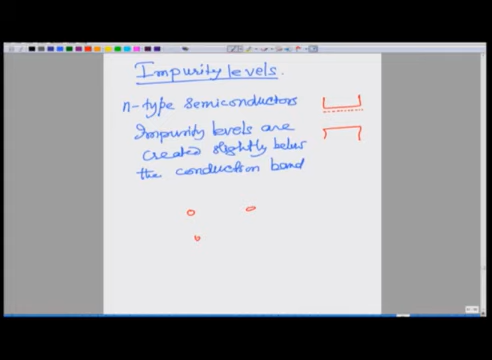 Impurity levels.
n-type semiconductors
Impurity levels are
created slightly below
the conduction band